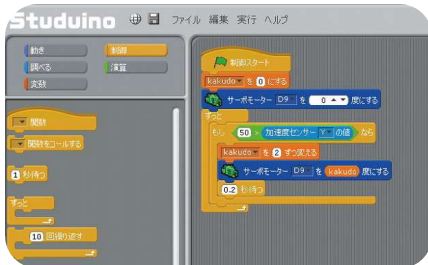 Studuino ファイル 編集 実行 ヘルプ
動き 制御
調べる 演算
変数
関数
関数をコールする
1 秒待つ
ずっと
10 回繰り返す
制御スタート
kakudo を 0 にする
サーボモーター D9 を 0 度にする
ずっと
もし 50 > 加速度センサー Y の値 なら
kakudo を 2 ずつ変える
サーボモーター D9 を kakudo 度にする
0.2 秒待つ